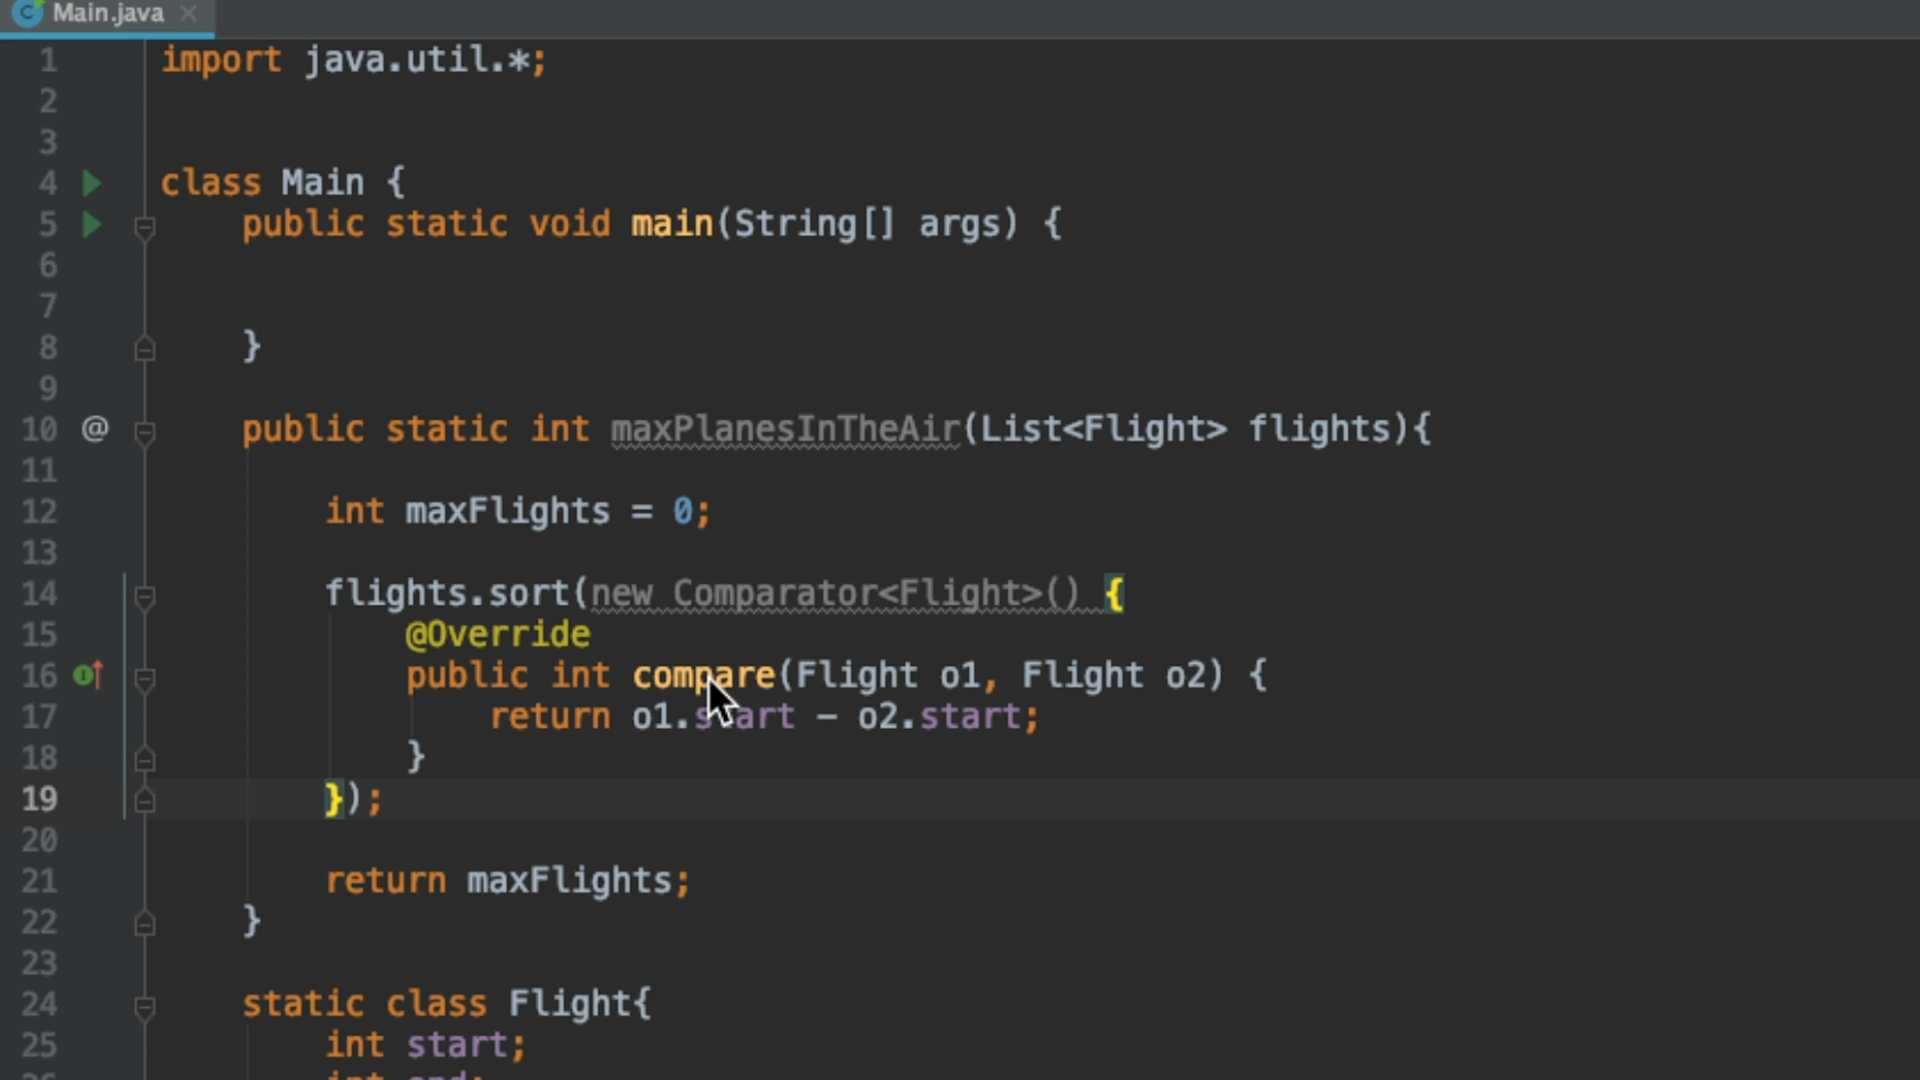 Main.java
1 import java.util.*;
2
3
4 class Main {
5 public static void main(String[] args) {
6
7
8 }
9
10 @ public static int maxPlanesInTheAir(List<Flight> flights){
11
12 int maxFlights = 0;
13
14 flights.sort(new Comparator<Flight>() {
15 @Override
16 public int compare(Flight o1, Flight o2) {
17 return o1.start - o2.start;
18 }
19 });
20
21 return maxFlights;
22 }
23
24 static class Flight{
25 int start;